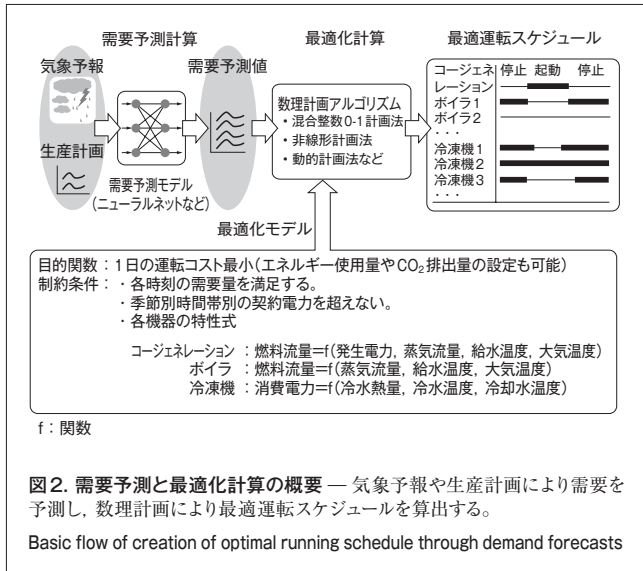 需要予測計算
最適化計算
最適運転スケジュール
気象予報
需要予測値
生産計画
需要予測モデル
(ニューラルネットなど)
数理計画アルゴリズム
・混合整数0-1計画法
・非線形計画法
・動的計画法など
コージェネ 停止 起動 停止
レーション
ボイラ1
ボイラ2
・・・
冷凍機1
冷凍機2
冷凍機3
・・・
最適化モデル
目的関数：1日の運転コスト最小(エネルギー使用量やCO₂排出量の設定も可能)
制約条件：・各時刻の需要量を満足する。
・季節別時間帯別の契約電力を超えない。
・各機器の特性式
コージェネレーション：燃料流量=f(発生電力, 蒸気流量, 給水温度, 大気温度)
ボイラ：燃料流量=f(蒸気流量, 給水温度, 大気温度)
冷凍機：消費電力=f(冷水熱量, 冷水温度, 冷却水温度)
f：関数
図2. 需要予測と最適化計算の概要 — 気象予報や生産計画により需要を
予測し, 数理計画により最適運転スケジュールを算出する。
Basic flow of creation of optimal running schedule through demand forecasts